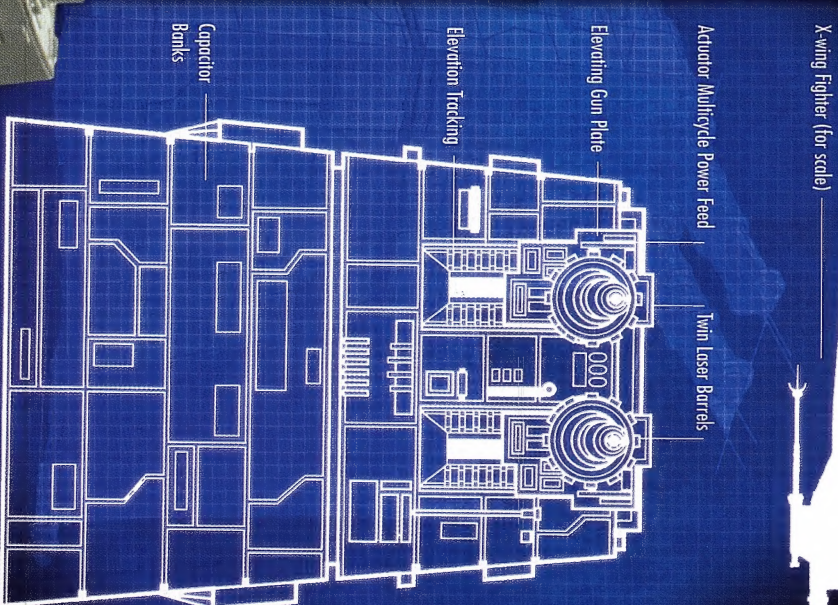 X-wing Fighter (for scale)
Actuator Multicycle Power Feed
Twin Laser Barrels
Elevating Gun Plate
Elevation Tracking
Capacitor
Banks